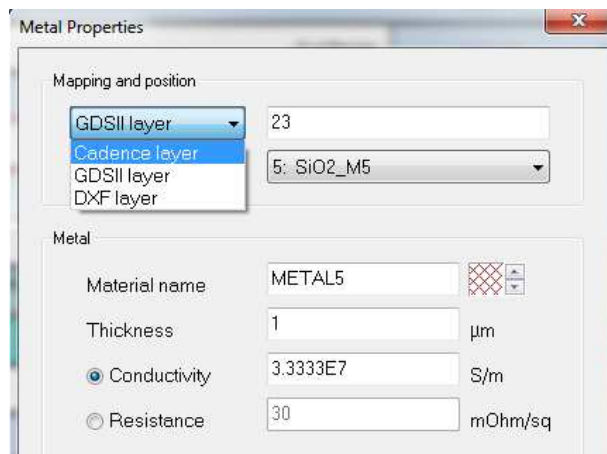 Metal Properties
Mapping and position
GDSII layer 23
Cadence layer
GDSII layer
DXF layer
5: SiO2_M5
Metal
Material name METAL5
Thickness 1 µm
Conductivity 3.3333E7 S/m
Resistance 30 mOhm/sq